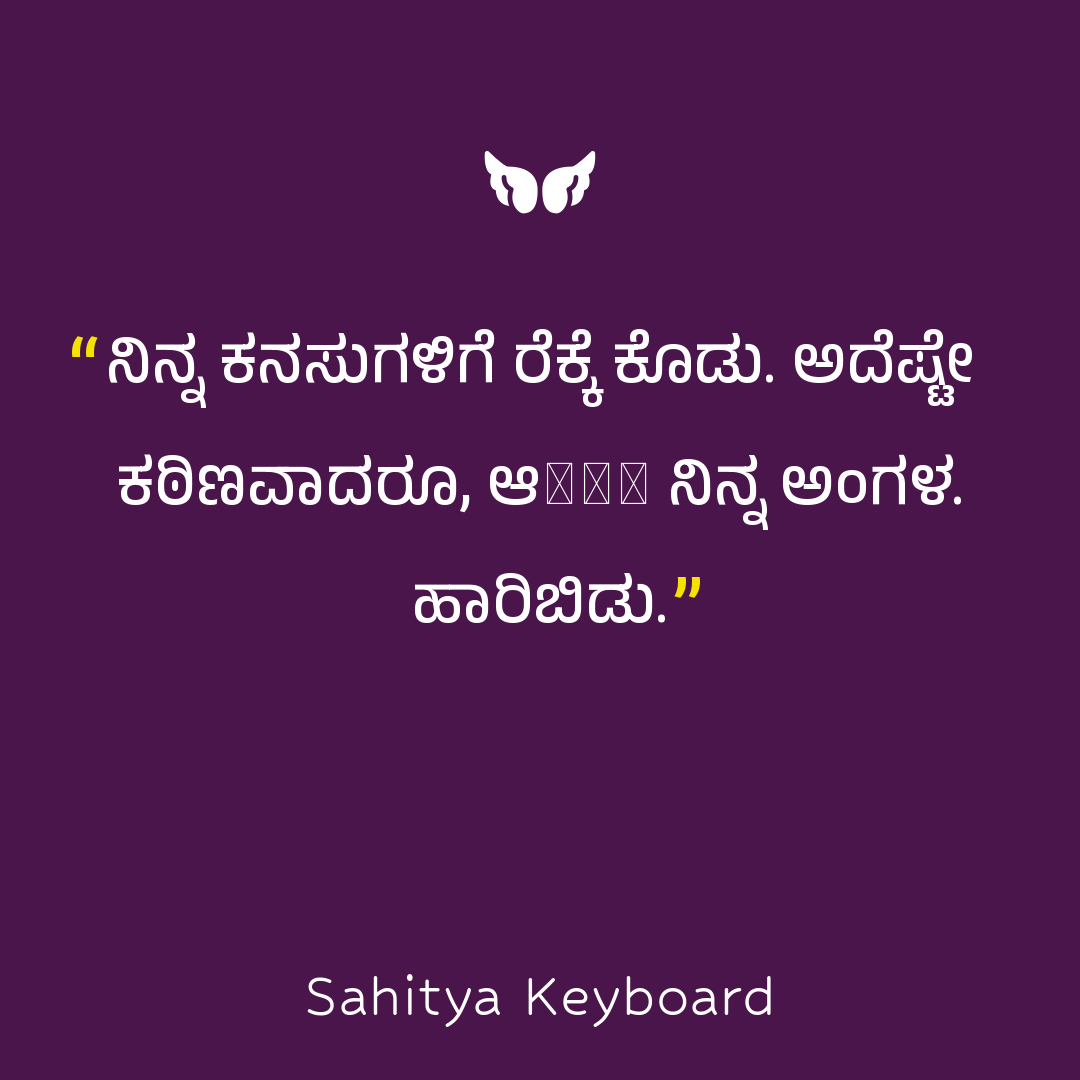 “ನಿನ್ನ ಕನಸುಗಳಿಗೆ ರೆಕ್ಕೆ ಕೊಡು. ಅದೆಷ್ಟೇ
ಕಠಿಣವಾದರೂ, ನಿನ್ನ ಅಂಗಳ.
ಹಾರಿಬಿಡು.”
Sahitya Keyboard